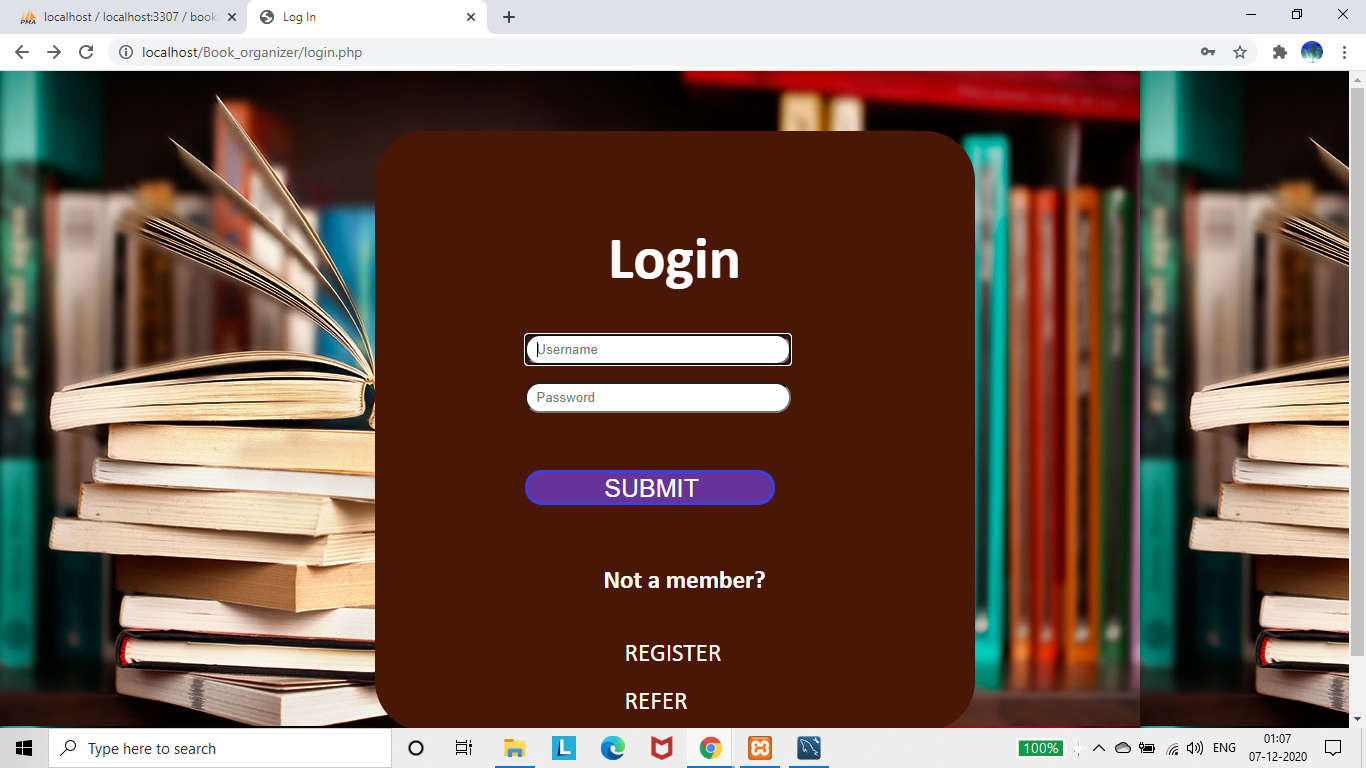 localhost / localhost:3307 / book
Log In
localhost/Book_organizer/login.php
Login
Username
Password
SUBMIT
Not a member?
REGISTER
REFER
Type here to search
L
100%
ENG
01:07
07-12-2020